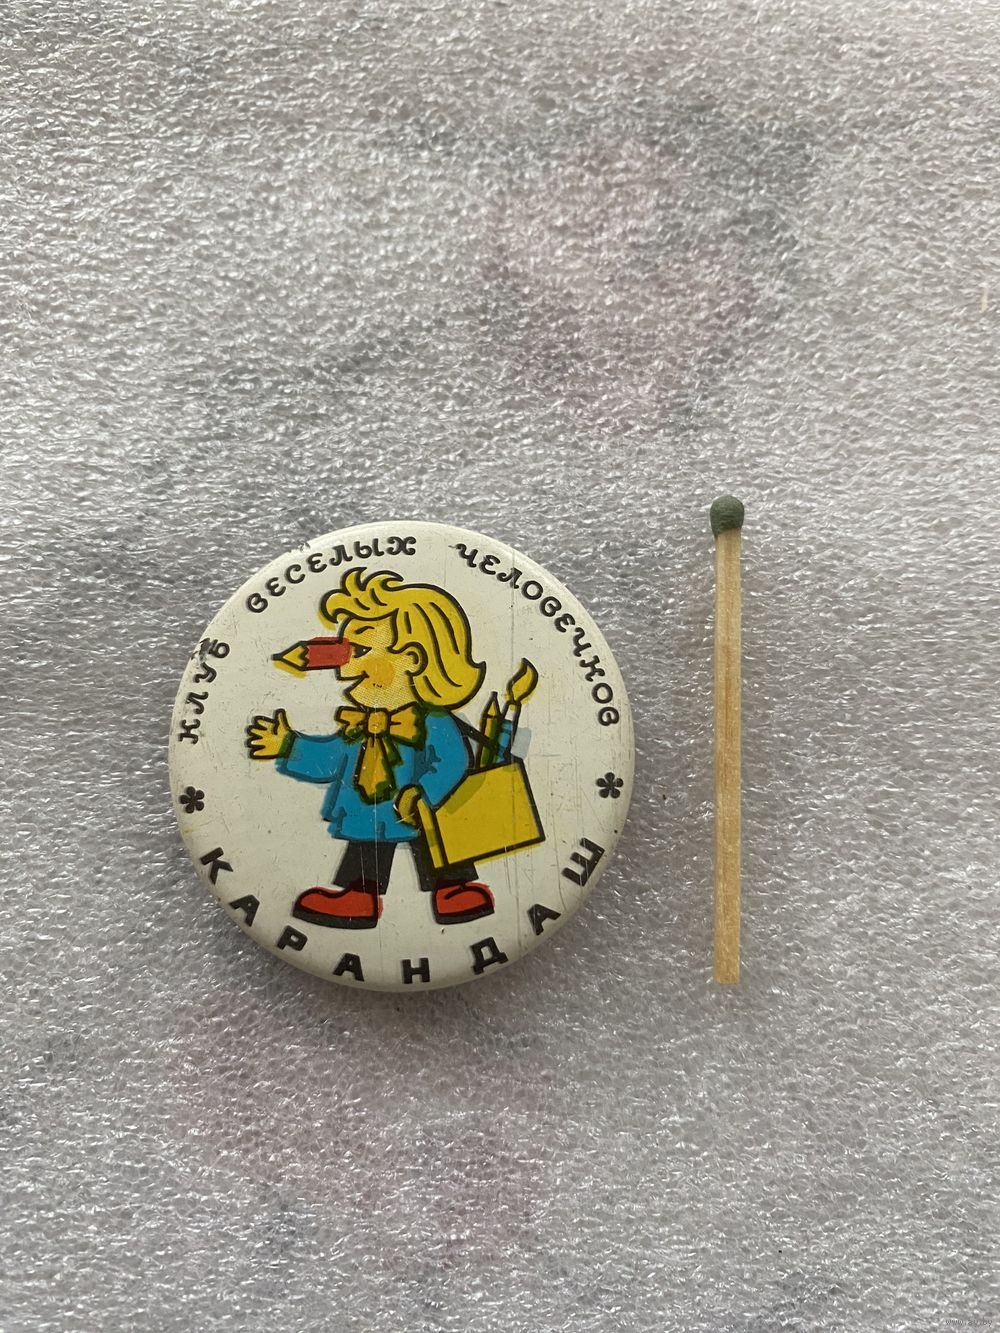 клуб веселых человечков
КАРАНДАШ